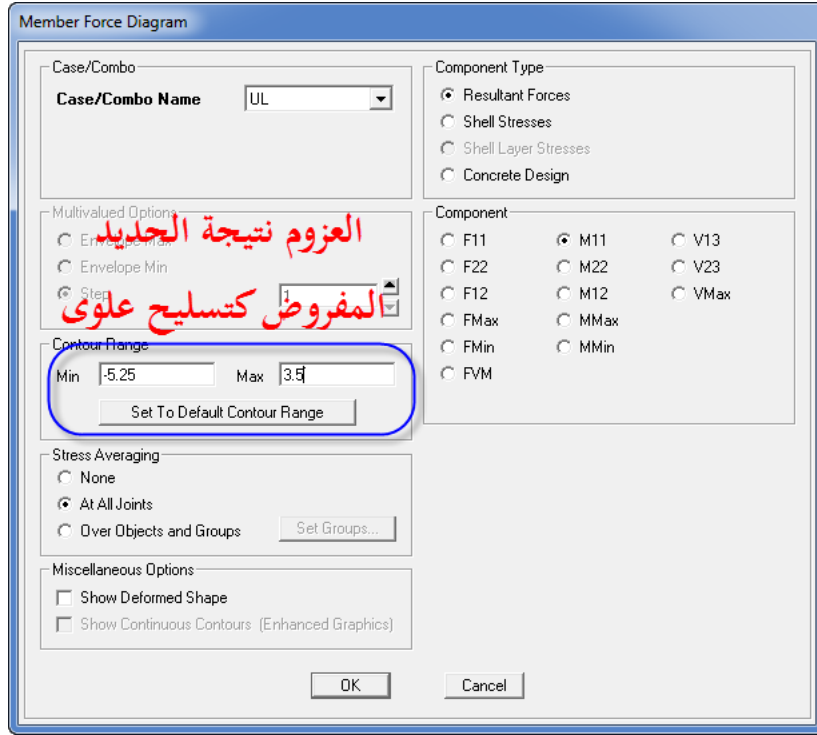 Member Force Diagram
Case/Combo
Case/Combo Name UL
Multivalued Options
Envelope Max
Envelope Min
Step 1
العزوم نتيجة الحديد
المفروض كتسليح علوى
Contour Range
Min -5.25 Max 3.5
Set To Default Contour Range
Stress Averaging
None
At All Joints
Over Objects and Groups Set Groups...
Miscellaneous Options
Show Deformed Shape
Show Continuous Contours (Enhanced Graphics)
Component Type
Resultant Forces
Shell Stresses
Shell Layer Stresses
Concrete Design
Component
F11 M11 V13
F22 M22 V23
F12 M12 VMax
FMax MMax
FMin MMin
FVM
OK Cancel